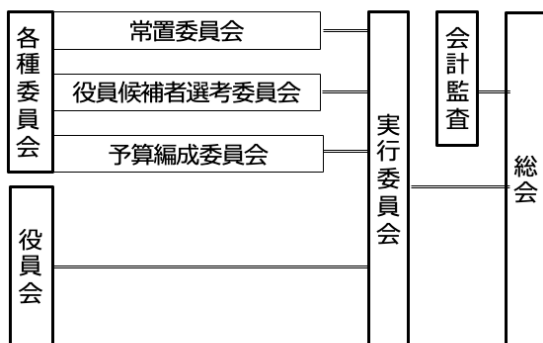 各種委員会
常置委員会
役員候補者選考委員会
予算編成委員会
役員会
実行委員会
会計監査
総会